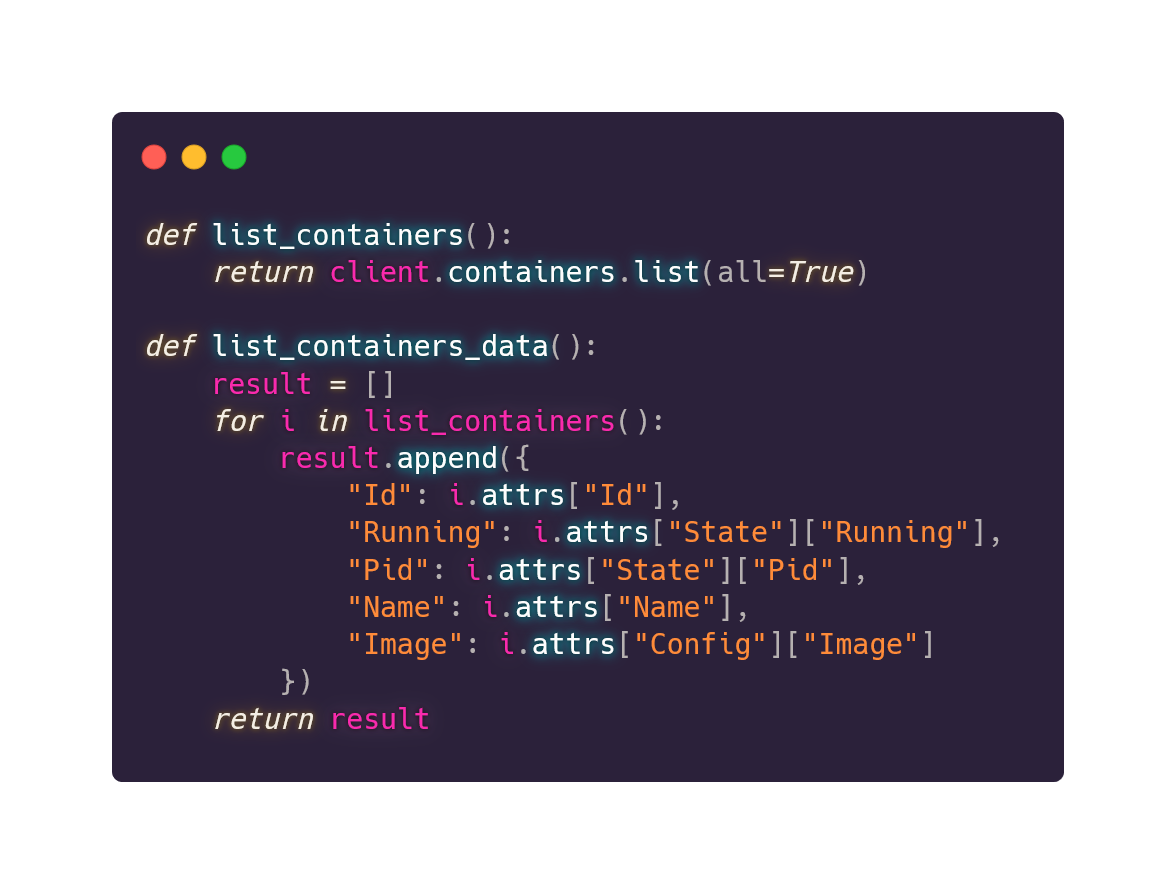 def list_containers():
    return client.containers.list(all=True)

def list_containers_data():
    result = []
    for i in list_containers():
        result.append({
            "Id": i.attrs["Id"],
            "Running": i.attrs["State"]["Running"],
            "Pid": i.attrs["State"]["Pid"],
            "Name": i.attrs["Name"],
            "Image": i.attrs["Config"]["Image"]
        })
    return result